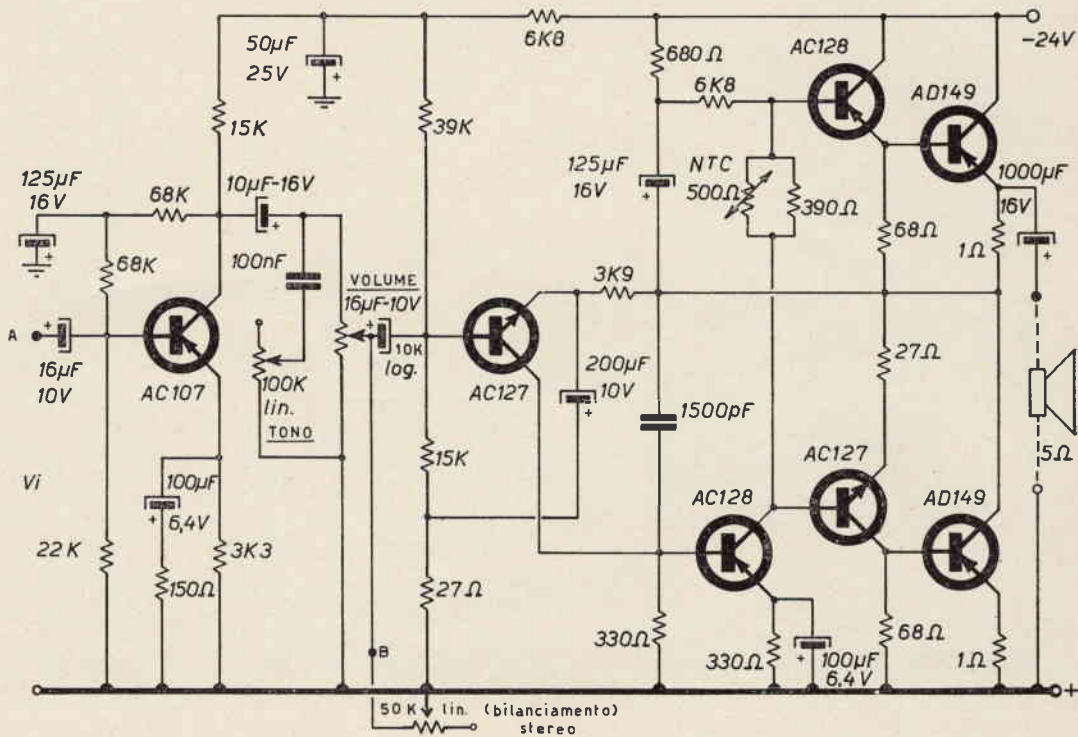 6K8
-24V
50µF
25V
680Ω
AC128
6K8
AD149
15K
39K
125µF
16V
68K
10µF-16V
125µF
16V
NTC
500Ω
390Ω
1000µF
16V
68Ω
1Ω
68K
100nF
VOLUME
16µF-10V
3K9
A
10K
log.
16µF
10V
AC107
100K
lin.
TONO
AC127
200µF
10V
27Ω
1500pF
5Ω
Vi
100µF
6,4V
15K
AC128
AC127
AD149
22K
150Ω
3K3
27Ω
330Ω
330Ω
100µF
6,4V
68Ω
1Ω
B
+
50K lin. (bilanciamento)
stereo